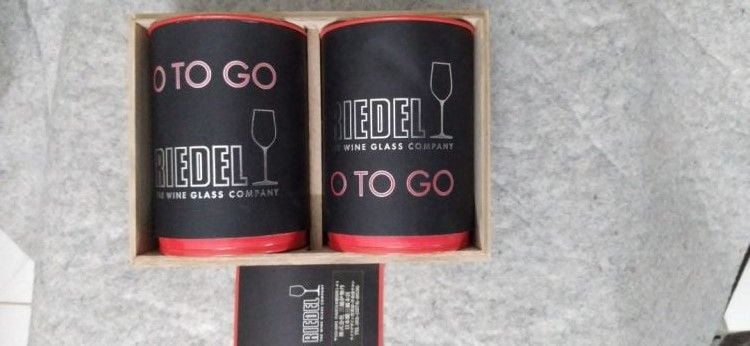 O TO GO
RIEDEL
THE WINE GLASS COMPANY
RIEDEL
THE WINE GLASS COMPANY
O TO GO
RIEDEL
THE WINE GLASS COMPANY